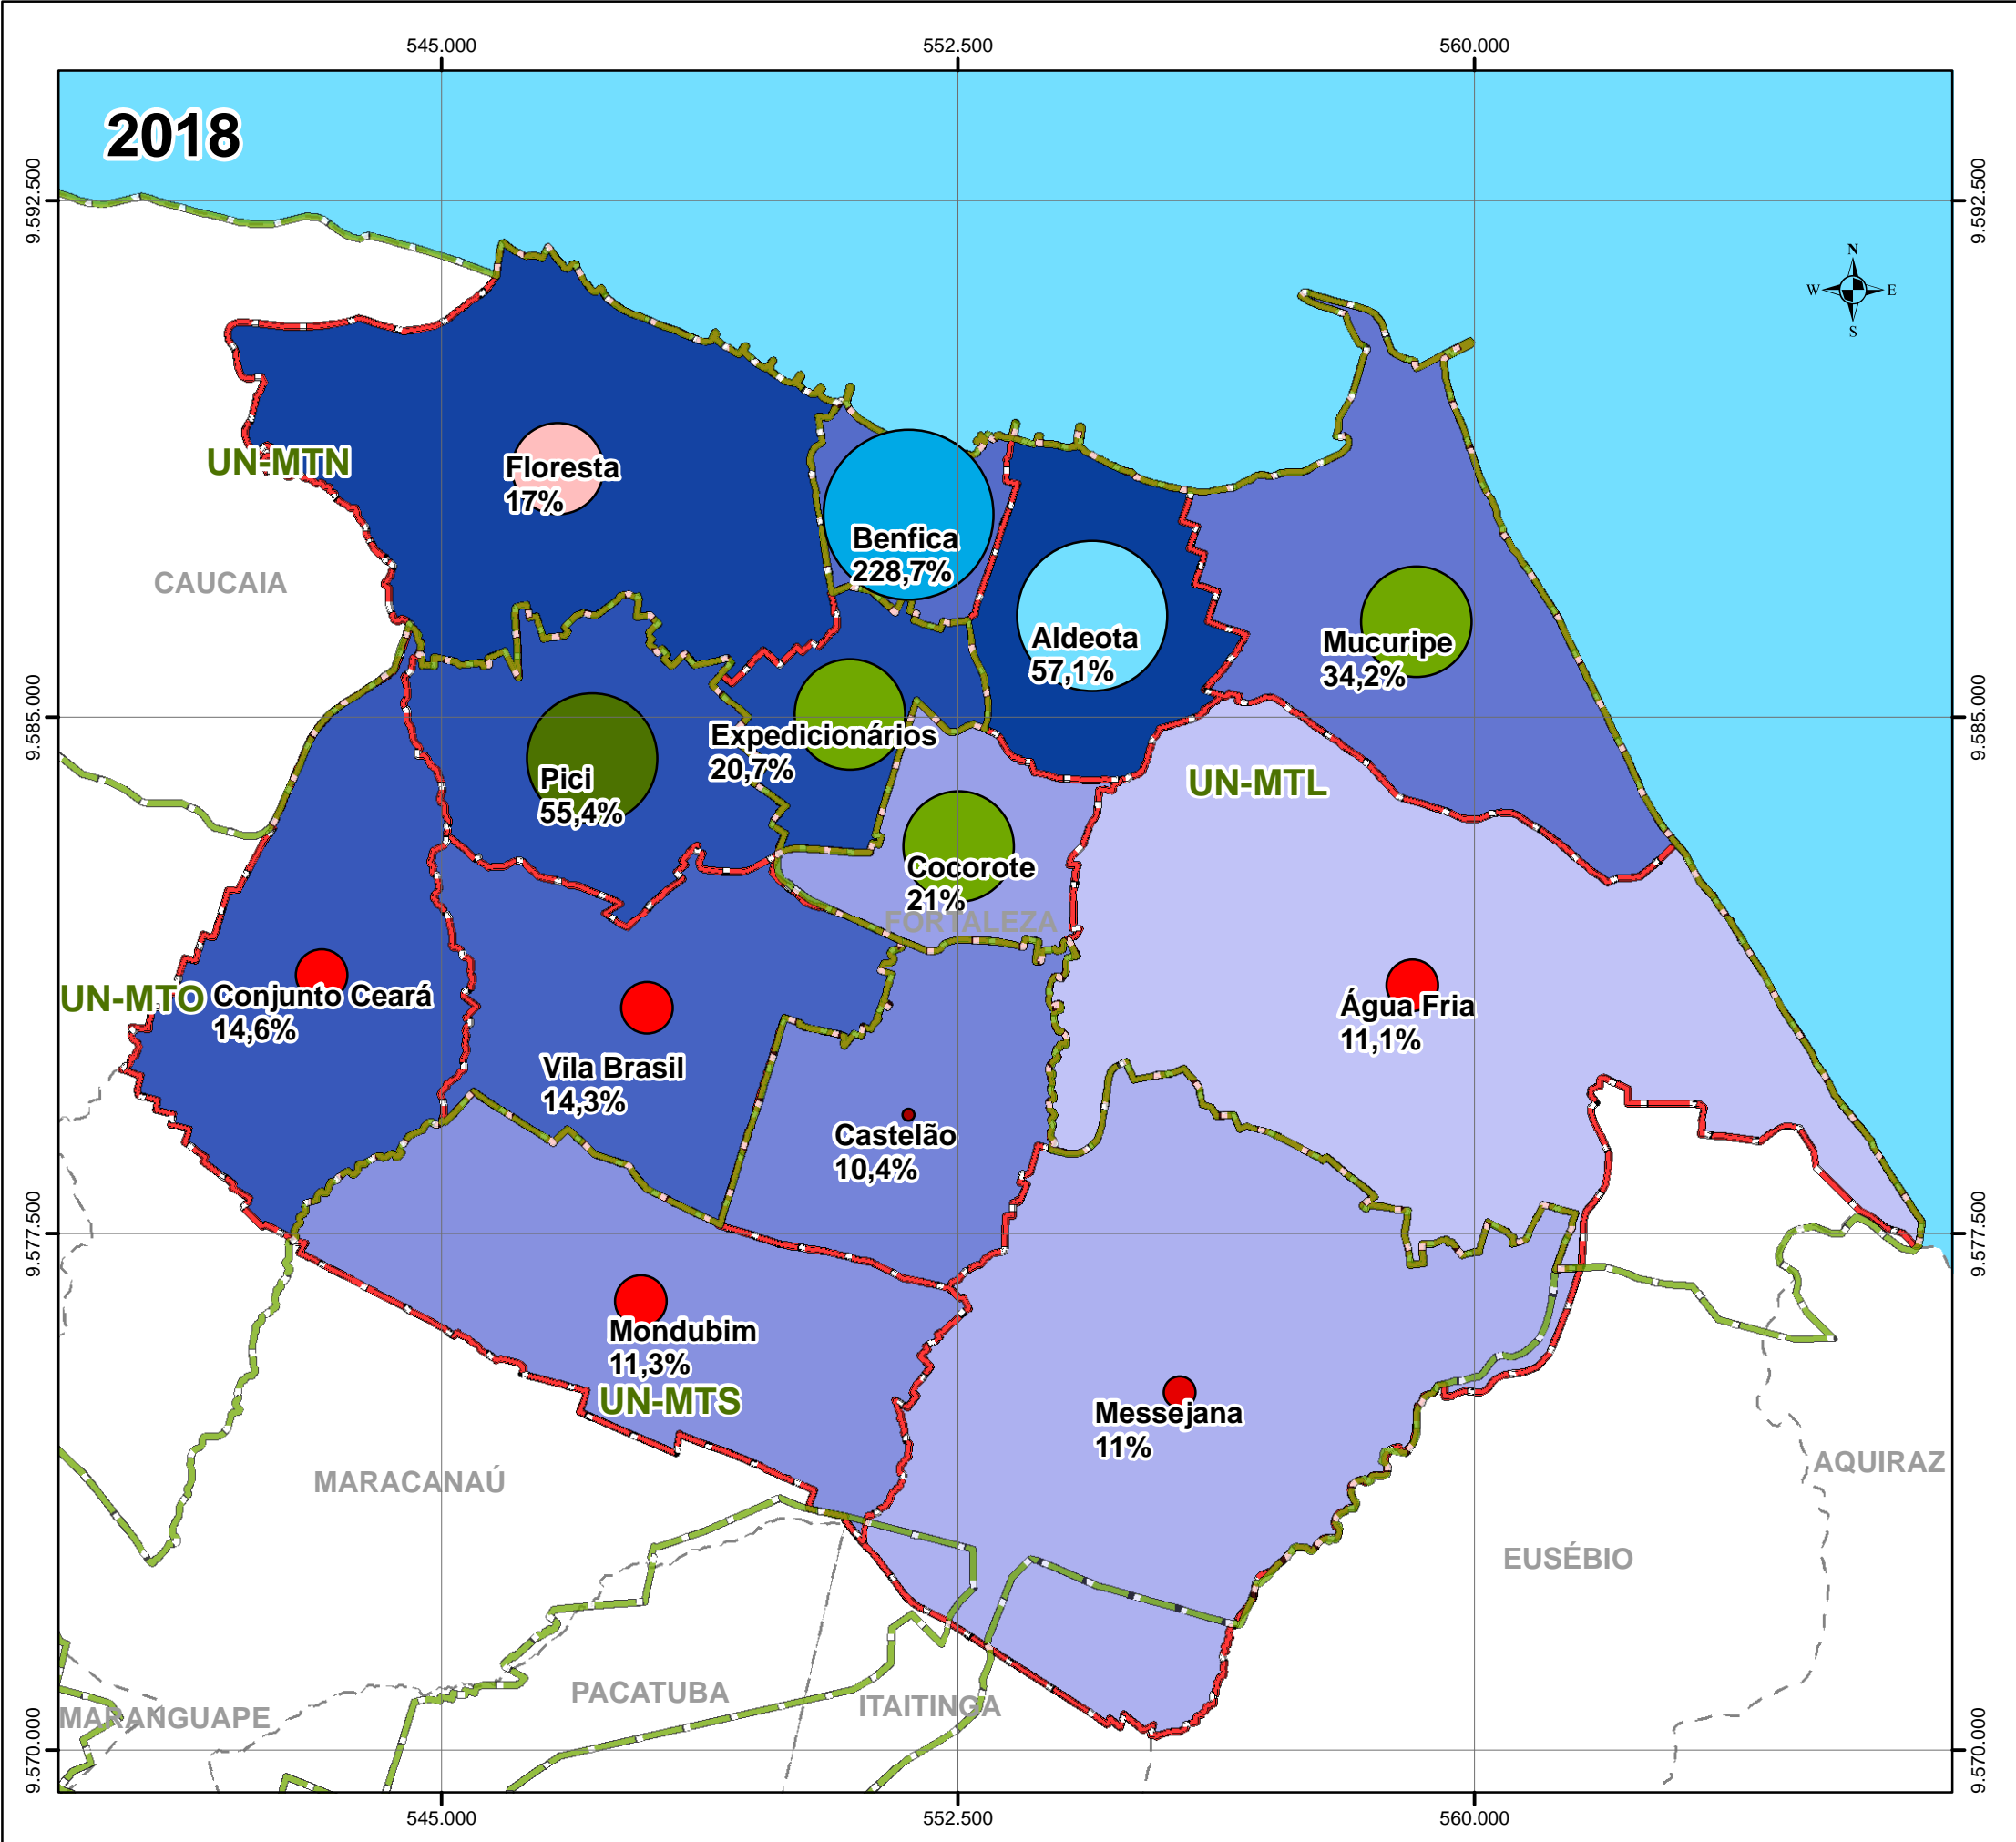 545.000
552.500
560.000
2018
9.592.500
9.592.500
N
W
E
S
UN-MTN
Floresta
17%
Benfica
228,7%
CAUCAIA
Aldeota
57,1%
Mucuripe
34,2%
9.585.000
9.585.000
Expedicionários
20,7%
Pici
55,4%
UN-MTL
Cocorote
21%
FORTALEZA
UN-MTO
Conjunto Ceará
14,6%
Água Fria
11,1%
Vila Brasil
14,3%
Castelão
10,4%
9.577.500
9.577.500
Mondubim
11,3%
UN-MTS
Messejana
11%
MARACANAÚ
AQUIRAZ
EUSÉBIO
PACATUBA
ITAITINGA
MARANGUAPE
9.570.000
9.570.000
545.000
552.500
560.000